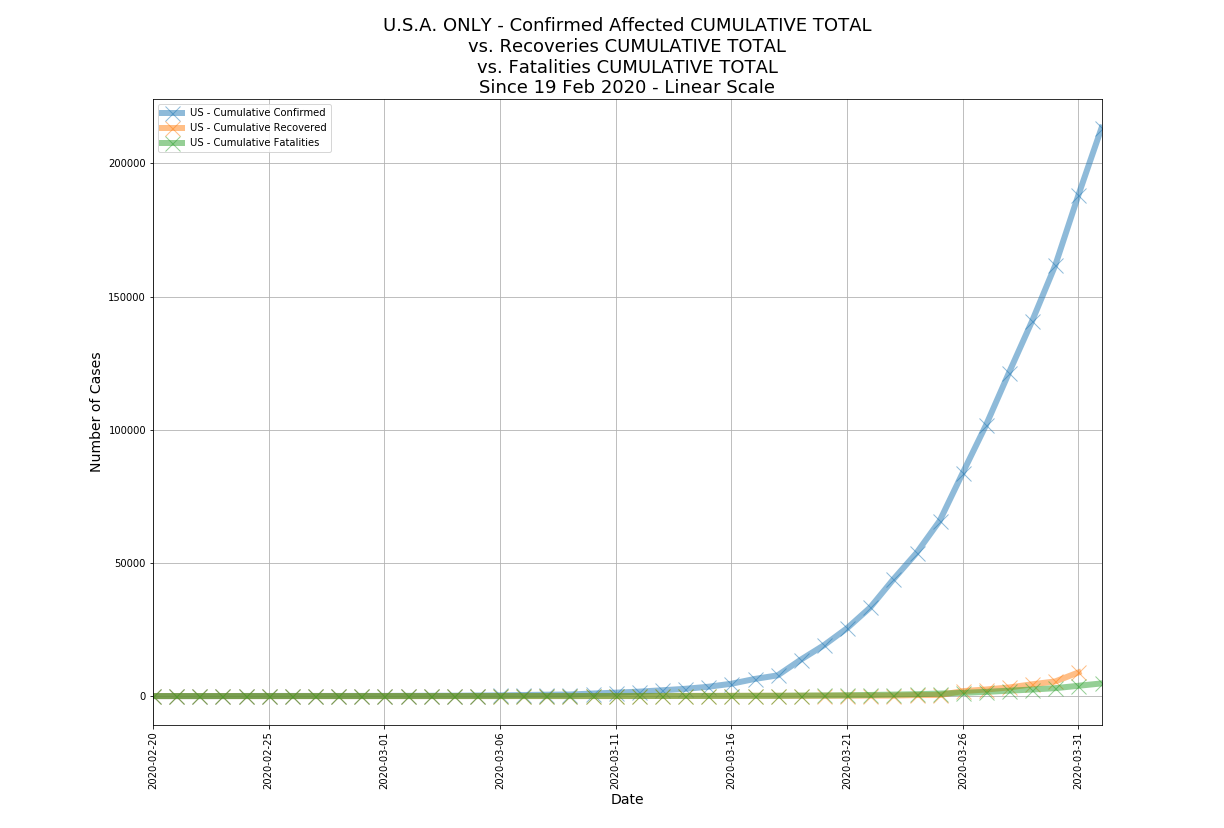 U.S.A. ONLY - Confirmed Affected CUMULATIVE TOTAL
vs. Recoveries CUMULATIVE TOTAL
vs. Fatalities CUMULATIVE TOTAL
Since 19 Feb 2020 - Linear Scale
US - Cumulative Confirmed
US - Cumulative Recovered
US - Cumulative Fatalities
200000
150000
100000
50000
0
Number of Cases
2020-02-20
2020-02-25
2020-03-01
2020-03-06
2020-03-11
2020-03-16
2020-03-21
2020-03-26
2020-03-31
Date